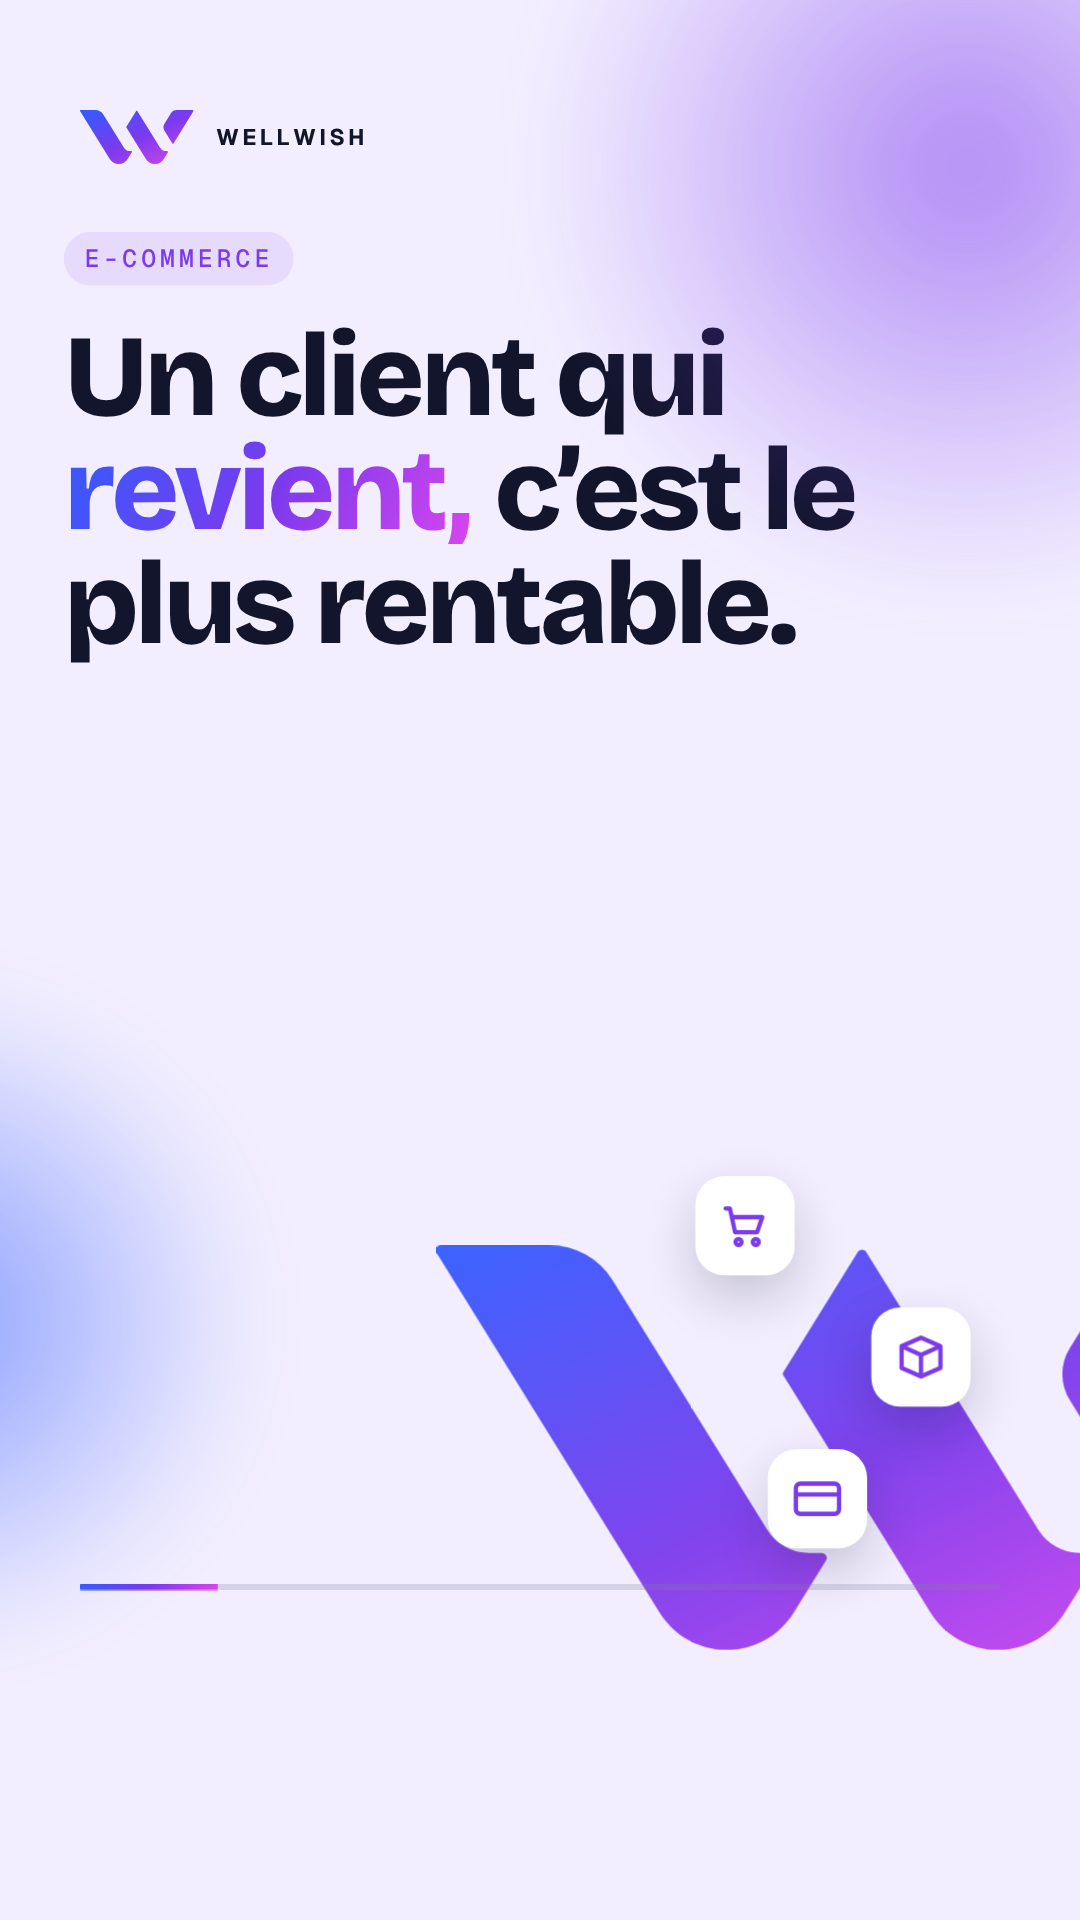 WELLWISH
E-COMMERCE
Un client qui
revient, c’est le
plus rentable.